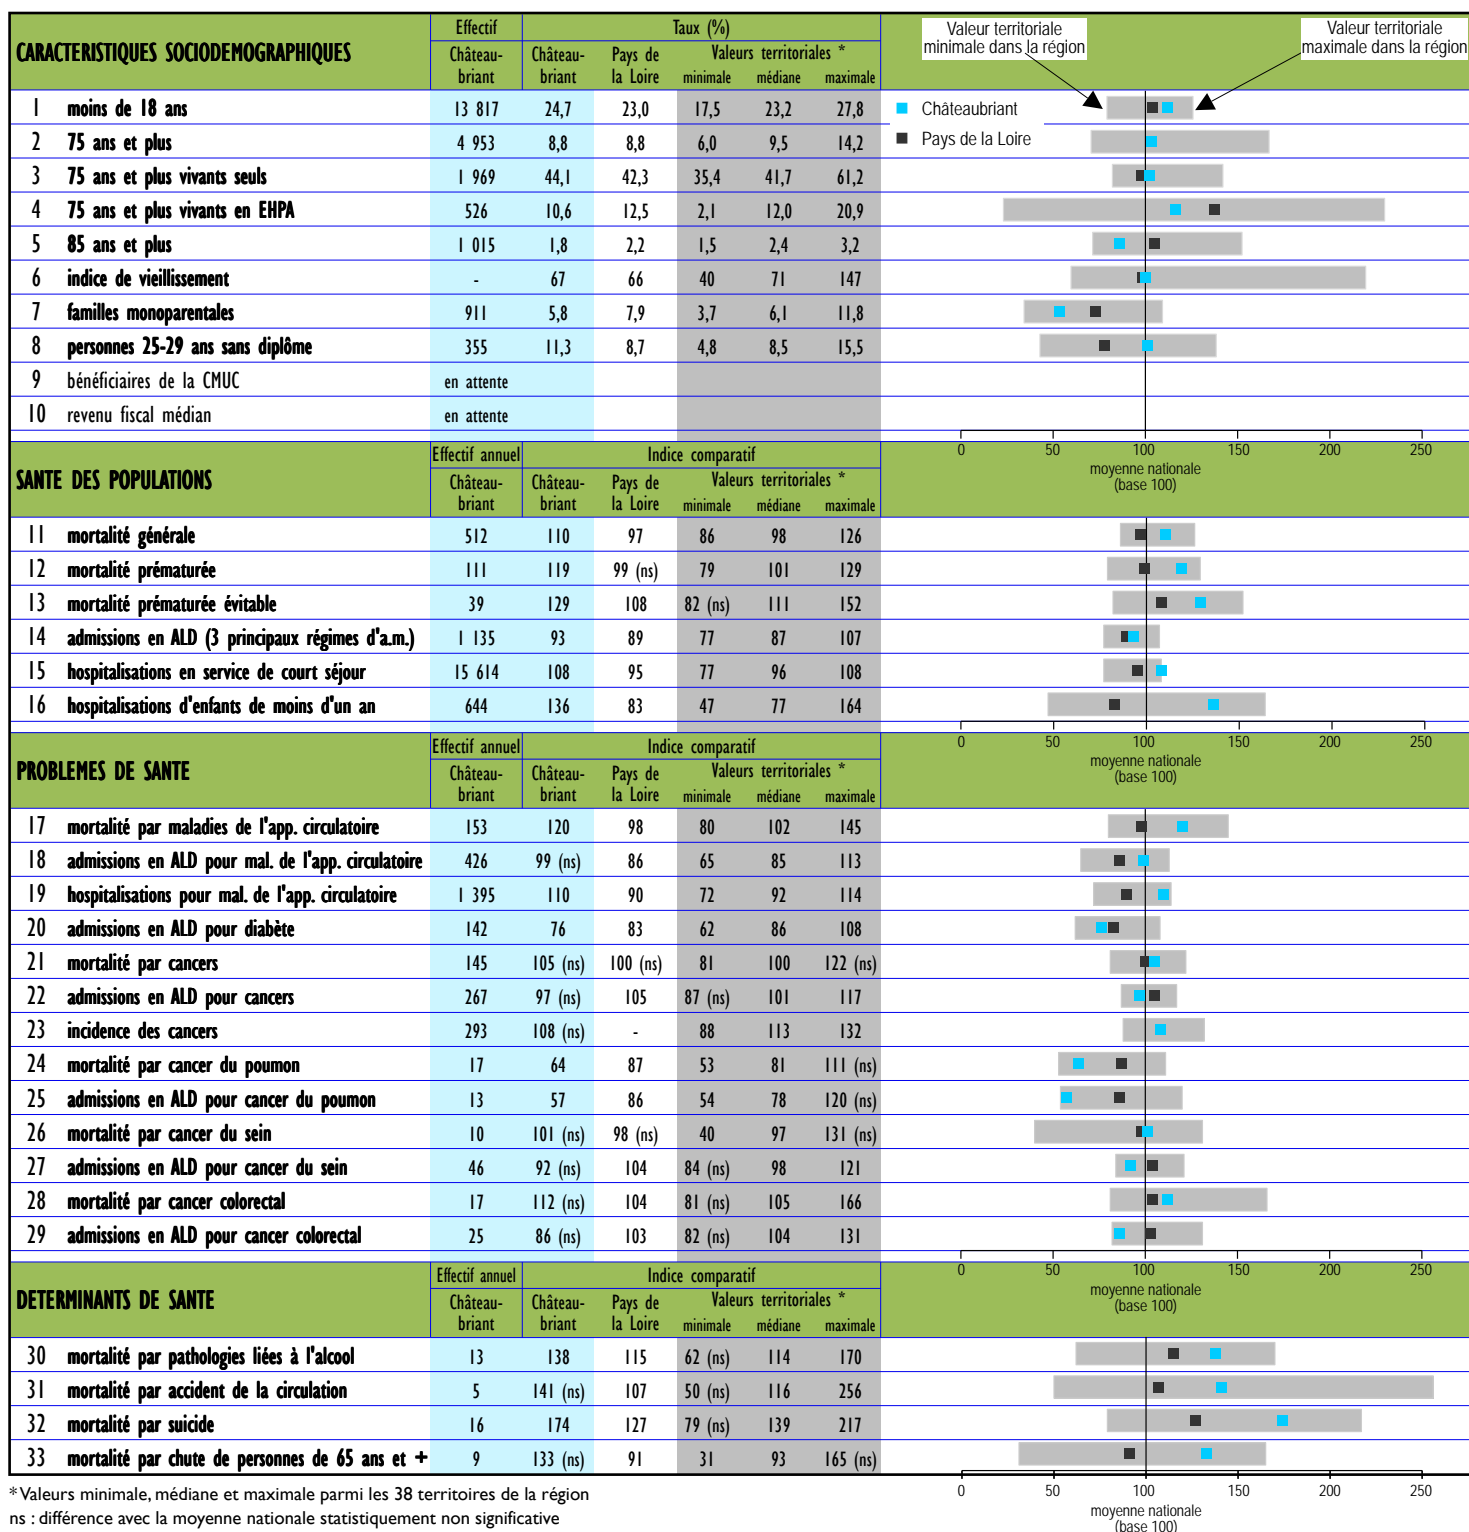 CARACTERISTIQUES SOCIODEMOGRAPHIQUES
Effectif Taux (%)
Château-briant Château-briant Pays de la Loire Valeurs territoriales *
minimale médiane maximale
Valeur territoriale minimale dans la région
Valeur territoriale maximale dans la région
1 moins de 18 ans 13 817 24,7 23,0 17,5 23,2 27,8
Châteaubriant
2 75 ans et plus 4 953 8,8 8,8 6,0 9,5 14,2
Pays de la Loire
3 75 ans et plus vivants seuls 1 969 44,1 42,3 35,4 41,7 61,2
4 75 ans et plus vivants en EHPA 526 10,6 12,5 2,1 12,0 20,9
5 85 ans et plus 1 015 1,8 2,2 1,5 2,4 3,2
6 indice de vieillissement - 67 66 40 71 147
7 familles monoparentales 911 5,8 7,9 3,7 6,1 11,8
8 personnes 25-29 ans sans diplôme 355 11,3 8,7 4,8 8,5 15,5
9 bénéficiaires de la CMUC en attente
10 revenu fiscal médian en attente
0 50 100 150 200 250
moyenne nationale
(base 100)
SANTE DES POPULATIONS
Effectif annuel Indice comparatif
Château-briant Château-briant Pays de la Loire Valeurs territoriales *
minimale médiane maximale
11 mortalité générale 512 110 97 86 98 126
12 mortalité prématurée 111 119 99 (ns) 79 101 129
13 mortalité prématurée évitable 39 129 108 82 (ns) 111 152
14 admissions en ALD (3 principaux régimes d'a.m.) 1 135 93 89 77 87 107
15 hospitalisations en service de court séjour 15 614 108 95 77 96 108
16 hospitalisations d'enfants de moins d'un an 644 136 83 47 77 164
0 50 100 150 200 250
moyenne nationale
(base 100)
PROBLEMES DE SANTE
Effectif annuel Indice comparatif
Château-briant Château-briant Pays de la Loire Valeurs territoriales *
minimale médiane maximale
17 mortalité par maladies de l'app. circulatoire 153 120 98 80 102 145
18 admissions en ALD pour mal. de l'app. circulatoire 426 99 (ns) 86 65 85 113
19 hospitalisations pour mal. de l'app. circulatoire 1 395 110 90 72 92 114
20 admissions en ALD pour diabète 142 76 83 62 86 108
21 mortalité par cancers 145 105 (ns) 100 (ns) 81 100 122 (ns)
22 admissions en ALD pour cancers 267 97 (ns) 105 87 (ns) 101 117
23 incidence des cancers 293 108 (ns) - 88 113 132
24 mortalité par cancer du poumon 17 64 87 53 81 111 (ns)
25 admissions en ALD pour cancer du poumon 13 57 86 54 78 120 (ns)
26 mortalité par cancer du sein 10 101 (ns) 98 (ns) 40 97 131 (ns)
27 admissions en ALD pour cancer du sein 46 92 (ns) 104 84 (ns) 98 121
28 mortalité par cancer colorectal 17 112 (ns) 104 81 (ns) 105 166
29 admissions en ALD pour cancer colorectal 25 86 (ns) 103 82 (ns) 104 131
0 50 100 150 200 250
moyenne nationale
(base 100)
DETERMINANTS DE SANTE
Effectif annuel Indice comparatif
Château-briant Château-briant Pays de la Loire Valeurs territoriales *
minimale médiane maximale
30 mortalité par pathologies liées à l'alcool 13 138 115 62 (ns) 114 170
31 mortalité par accident de la circulation 5 141 (ns) 107 50 (ns) 116 256
32 mortalité par suicide 16 174 127 79 (ns) 139 217
33 mortalité par chute de personnes de 65 ans et + 9 133 (ns) 91 31 93 165 (ns)
0 50 100 150 200 250
moyenne nationale
(base 100)
* Valeurs minimale, médiane et maximale parmi les 38 territoires de la région
ns : différence avec la moyenne nationale statistiquement non significative